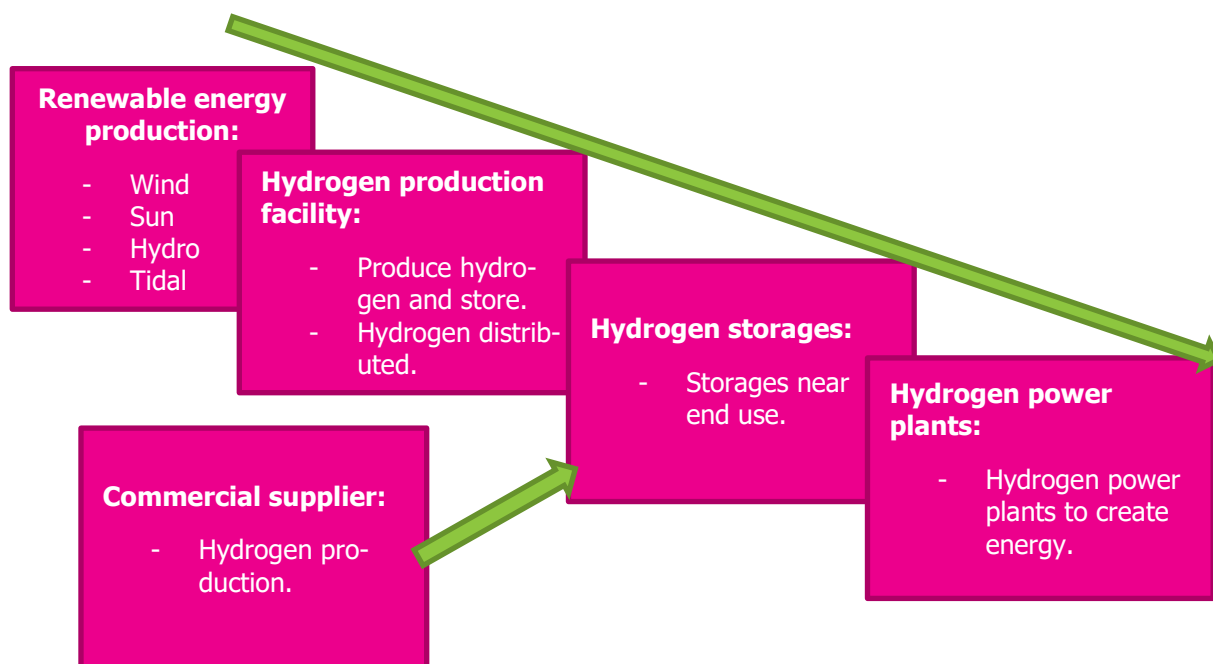 Renewable energy
production:
- Wind
- Sun
- Hydro
- Tidal
Hydrogen production
facility:
- Produce hydro-
gen and store.
- Hydrogen distrib-
uted.
Hydrogen storages:
- Storages near
end use.
Hydrogen power
plants:
- Hydrogen power
plants to create
energy.
Commercial supplier:
- Hydrogen pro-
duction.